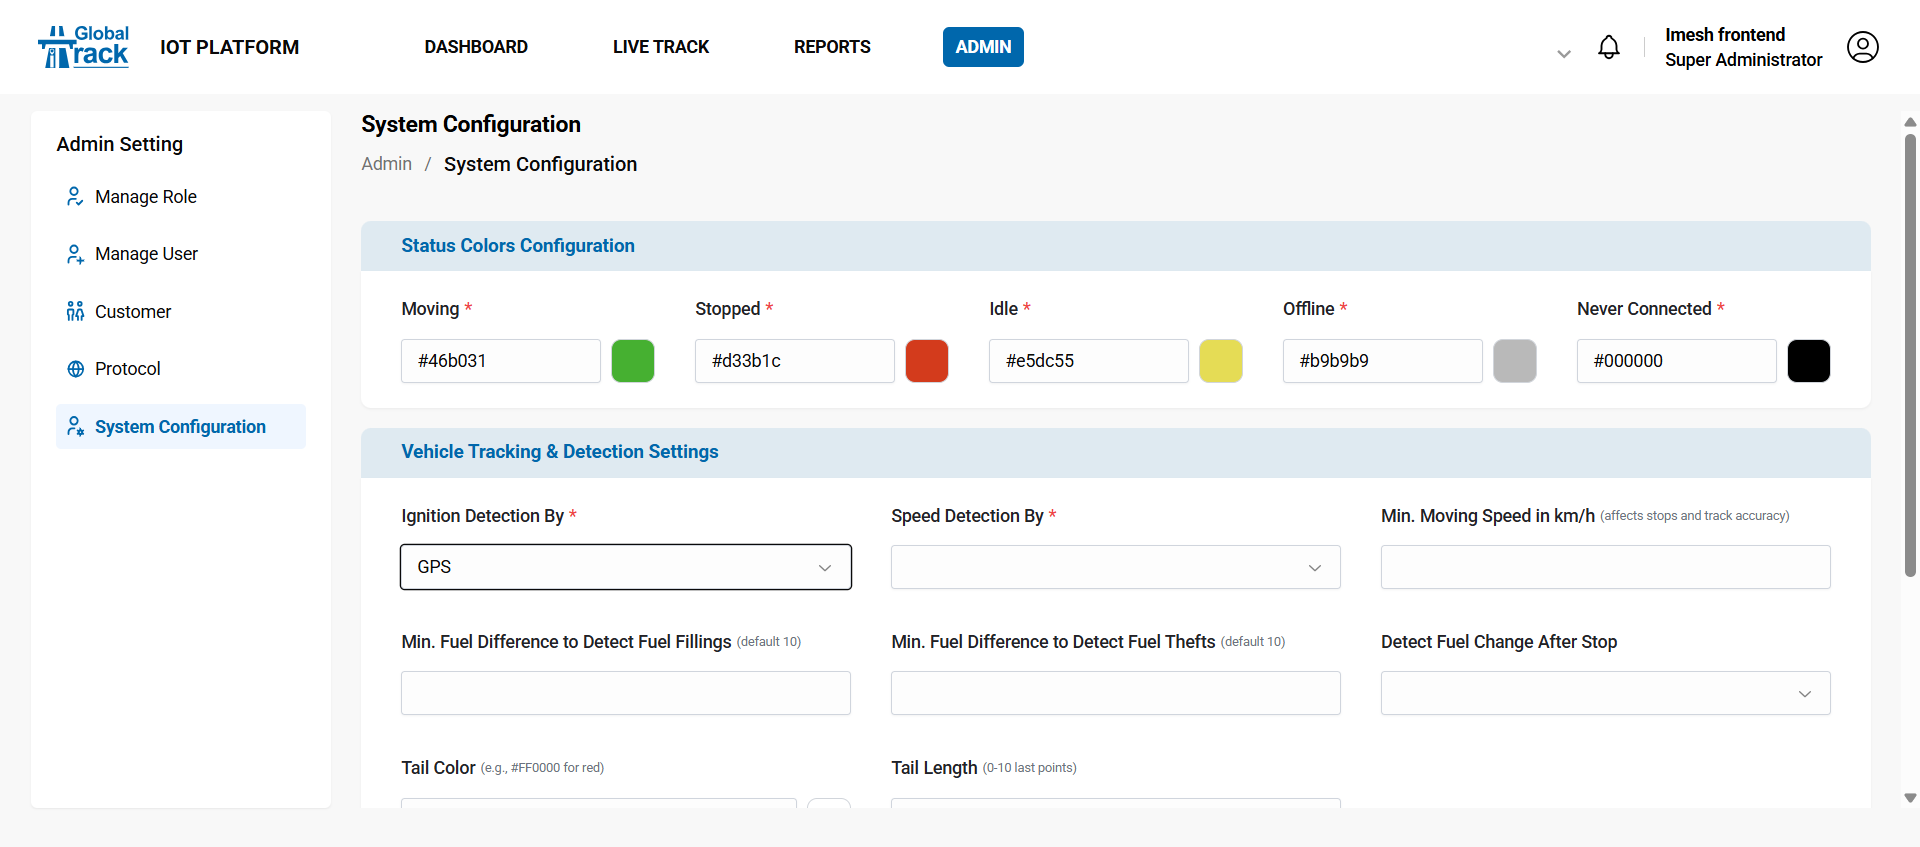 Global
Track
IOT PLATFORM
DASHBOARD
LIVE TRACK
REPORTS
ADMIN
Imesh frontend
Super Administrator
Admin Setting
Manage Role
Manage User
Customer
Protocol
System Configuration
System Configuration
Admin / System Configuration
Status Colors Configuration
Moving * Stopped * Idle * Offline * Never Connected *
#46b031 #d33b1c #e5dc55 #b9b9b9 #000000
Vehicle Tracking & Detection Settings
Ignition Detection By * Speed Detection By * Min. Moving Speed in km/h (affects stops and track accuracy)
GPS
Min. Fuel Difference to Detect Fuel Fillings (default 10) Min. Fuel Difference to Detect Fuel Thefts (default 10) Detect Fuel Change After Stop
Tail Color (e.g., #FF0000 for red) Tail Length (0-10 last points)